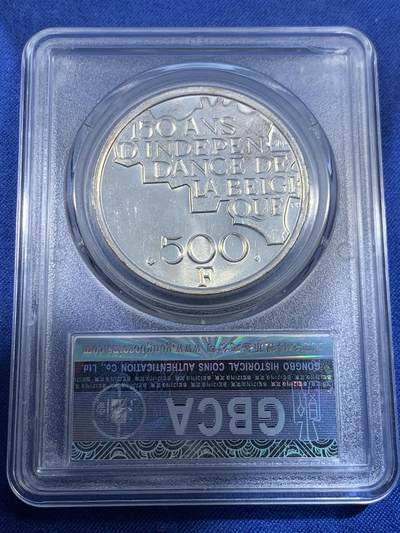 150 ANS
D'INDEPEN
DANCE DE
LA BELGI
QUE
500
F
GBCA
GONGBO HISTORICAL COINS AUTHENTICATION Co., Ltd.